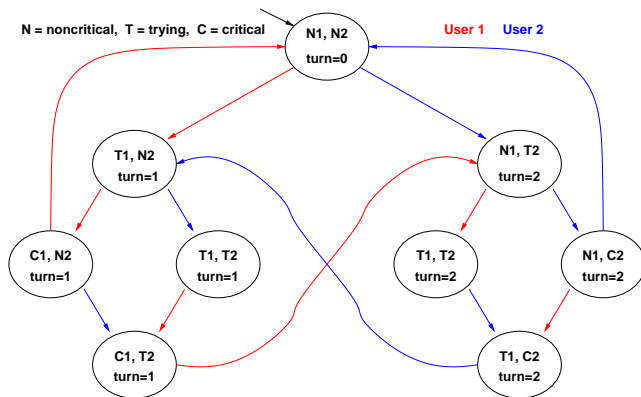 N = noncritical, T = trying, C = critical
User 1 User 2
N1, N2
turn=0
T1, N2
turn=1
N1, T2
turn=2
C1, N2
turn=1
T1, T2
turn=1
T1, T2
turn=2
N1, C2
turn=2
C1, T2
turn=1
T1, C2
turn=2